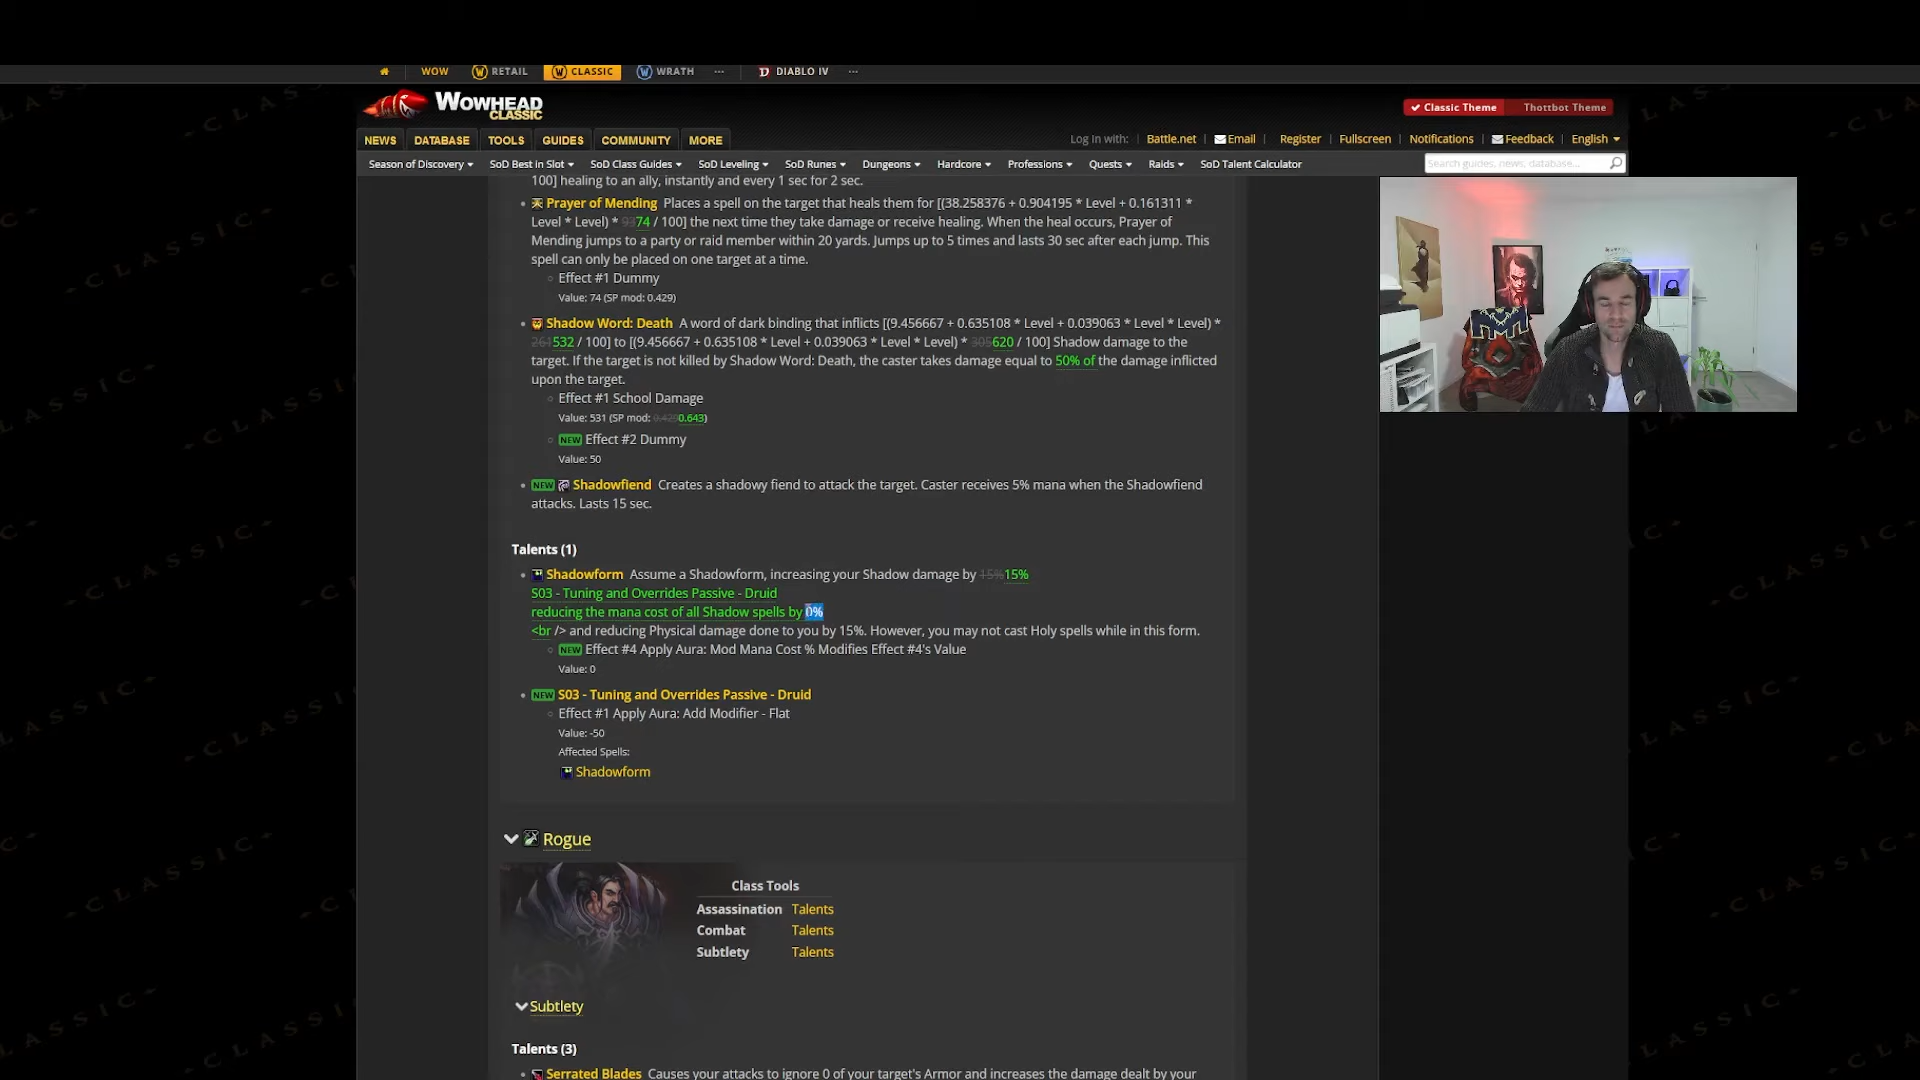 WOW
RETAIL
CLASSIC
WRATH
DIABLO IV
WOWHEAD
CLASSIC
Classic Theme
Thottbot Theme
NEWS
DATABASE
TOOLS
GUIDES
COMMUNITY
MORE
Log In with:
Battle.net
Email
Register
Fullscreen
Notifications
Feedback
English
Season of Discovery
SoD Best in Slot
SoD Class Guides
SoD Leveling
SoD Runes
Dungeons
Hardcore
Professions
Quests
Raids
SoD Talent Calculator
Search guides, news, database...
100] healing to an ally, instantly and every 1 sec for 2 sec.
Prayer of Mending Places a spell on the target that heals them for [(38.258376 + 0.904195 * Level + 0.161311 *
Level * Level) * 9374 / 100] the next time they take damage or receive healing. When the heal occurs, Prayer of
Mending jumps to a party or raid member within 20 yards. Jumps up to 5 times and lasts 30 sec after each jump. This
spell can only be placed on one target at a time.
Effect #1 Dummy
Value: 74 (SP mod: 0.429)
Shadow Word: Death A word of dark binding that inflicts [(9.456667 + 0.635108 * Level + 0.039063 * Level * Level) *
261532 / 100] to [(9.456667 + 0.635108 * Level + 0.039063 * Level * Level) * 305620 / 100] Shadow damage to the
target. If the target is not killed by Shadow Word: Death, the caster takes damage equal to 50% of the damage inflicted
upon the target.
Effect #1 School Damage
Value: 531 (SP mod: 0.4290.643)
NEW Effect #2 Dummy
Value: 50
NEW Shadowfiend Creates a shadowy fiend to attack the target. Caster receives 5% mana when the Shadowfiend
attacks. Lasts 15 sec.
Talents (1)
Shadowform Assume a Shadowform, increasing your Shadow damage by 15%15%
S03 - Tuning and Overrides Passive - Druid
reducing the mana cost of all Shadow spells by 0%
<br /> and reducing Physical damage done to you by 15%. However, you may not cast Holy spells while in this form.
NEW Effect #4 Apply Aura: Mod Mana Cost % Modifies Effect #4's Value
Value: 0
NEW S03 - Tuning and Overrides Passive - Druid
Effect #1 Apply Aura: Add Modifier - Flat
Value: -50
Affected Spells:
Shadowform
Rogue
Class Tools
Assassination Talents
Combat Talents
Subtlety Talents
Subtlety
Talents (3)
Serrated Blades Causes your attacks to ignore 0 of your target's Armor and increases the damage dealt by your